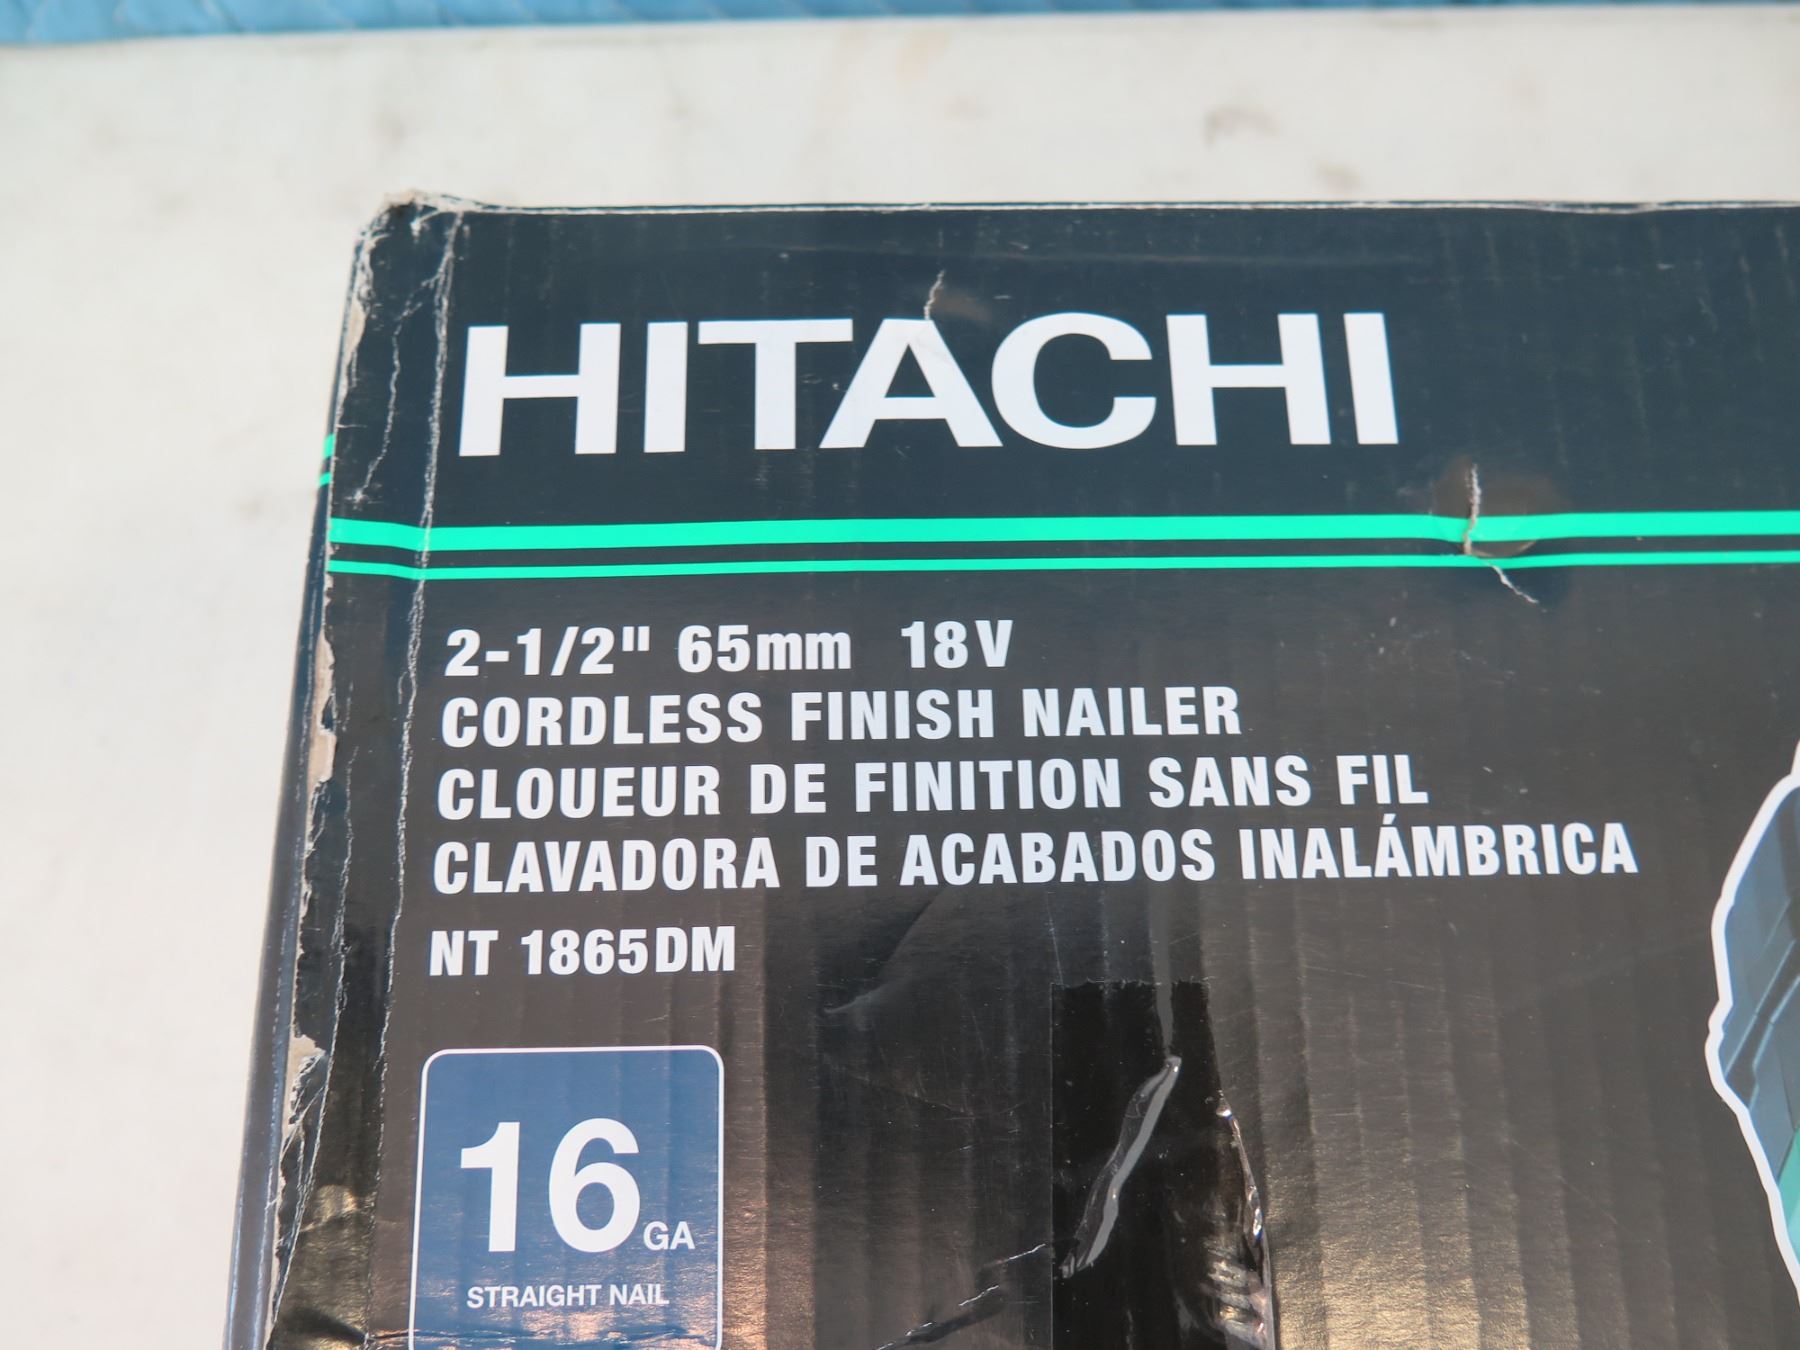 HITACHI
2-1/2" 65mm 18V
CORDLESS FINISH NAILER
CLOUEUR DE FINITION SANS FIL
CLAVADORA DE ACABADOS INALÁMBRICA
NT 1865DM
16 GA
STRAIGHT NAIL